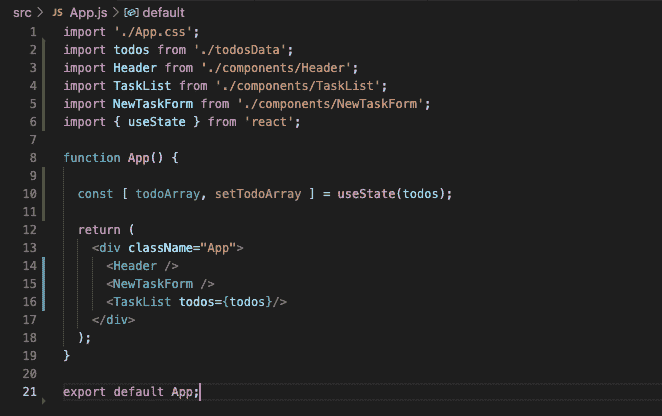 src > JS App.js > default
1 import './App.css';
2 import todos from './todosData';
3 import Header from './components/Header';
4 import TaskList from './components/TaskList';
5 import NewTaskForm from './components/NewTaskForm';
6 import { useState } from 'react';
7
8 function App() {
9
10 const [ todoArray, setTodoArray ] = useState(todos);
11
12 return (
13 <div className="App">
14 <Header />
15 <NewTaskForm />
16 <TaskList todos={todos}/>
17 </div>
18 );
19 }
20
21 export default App;